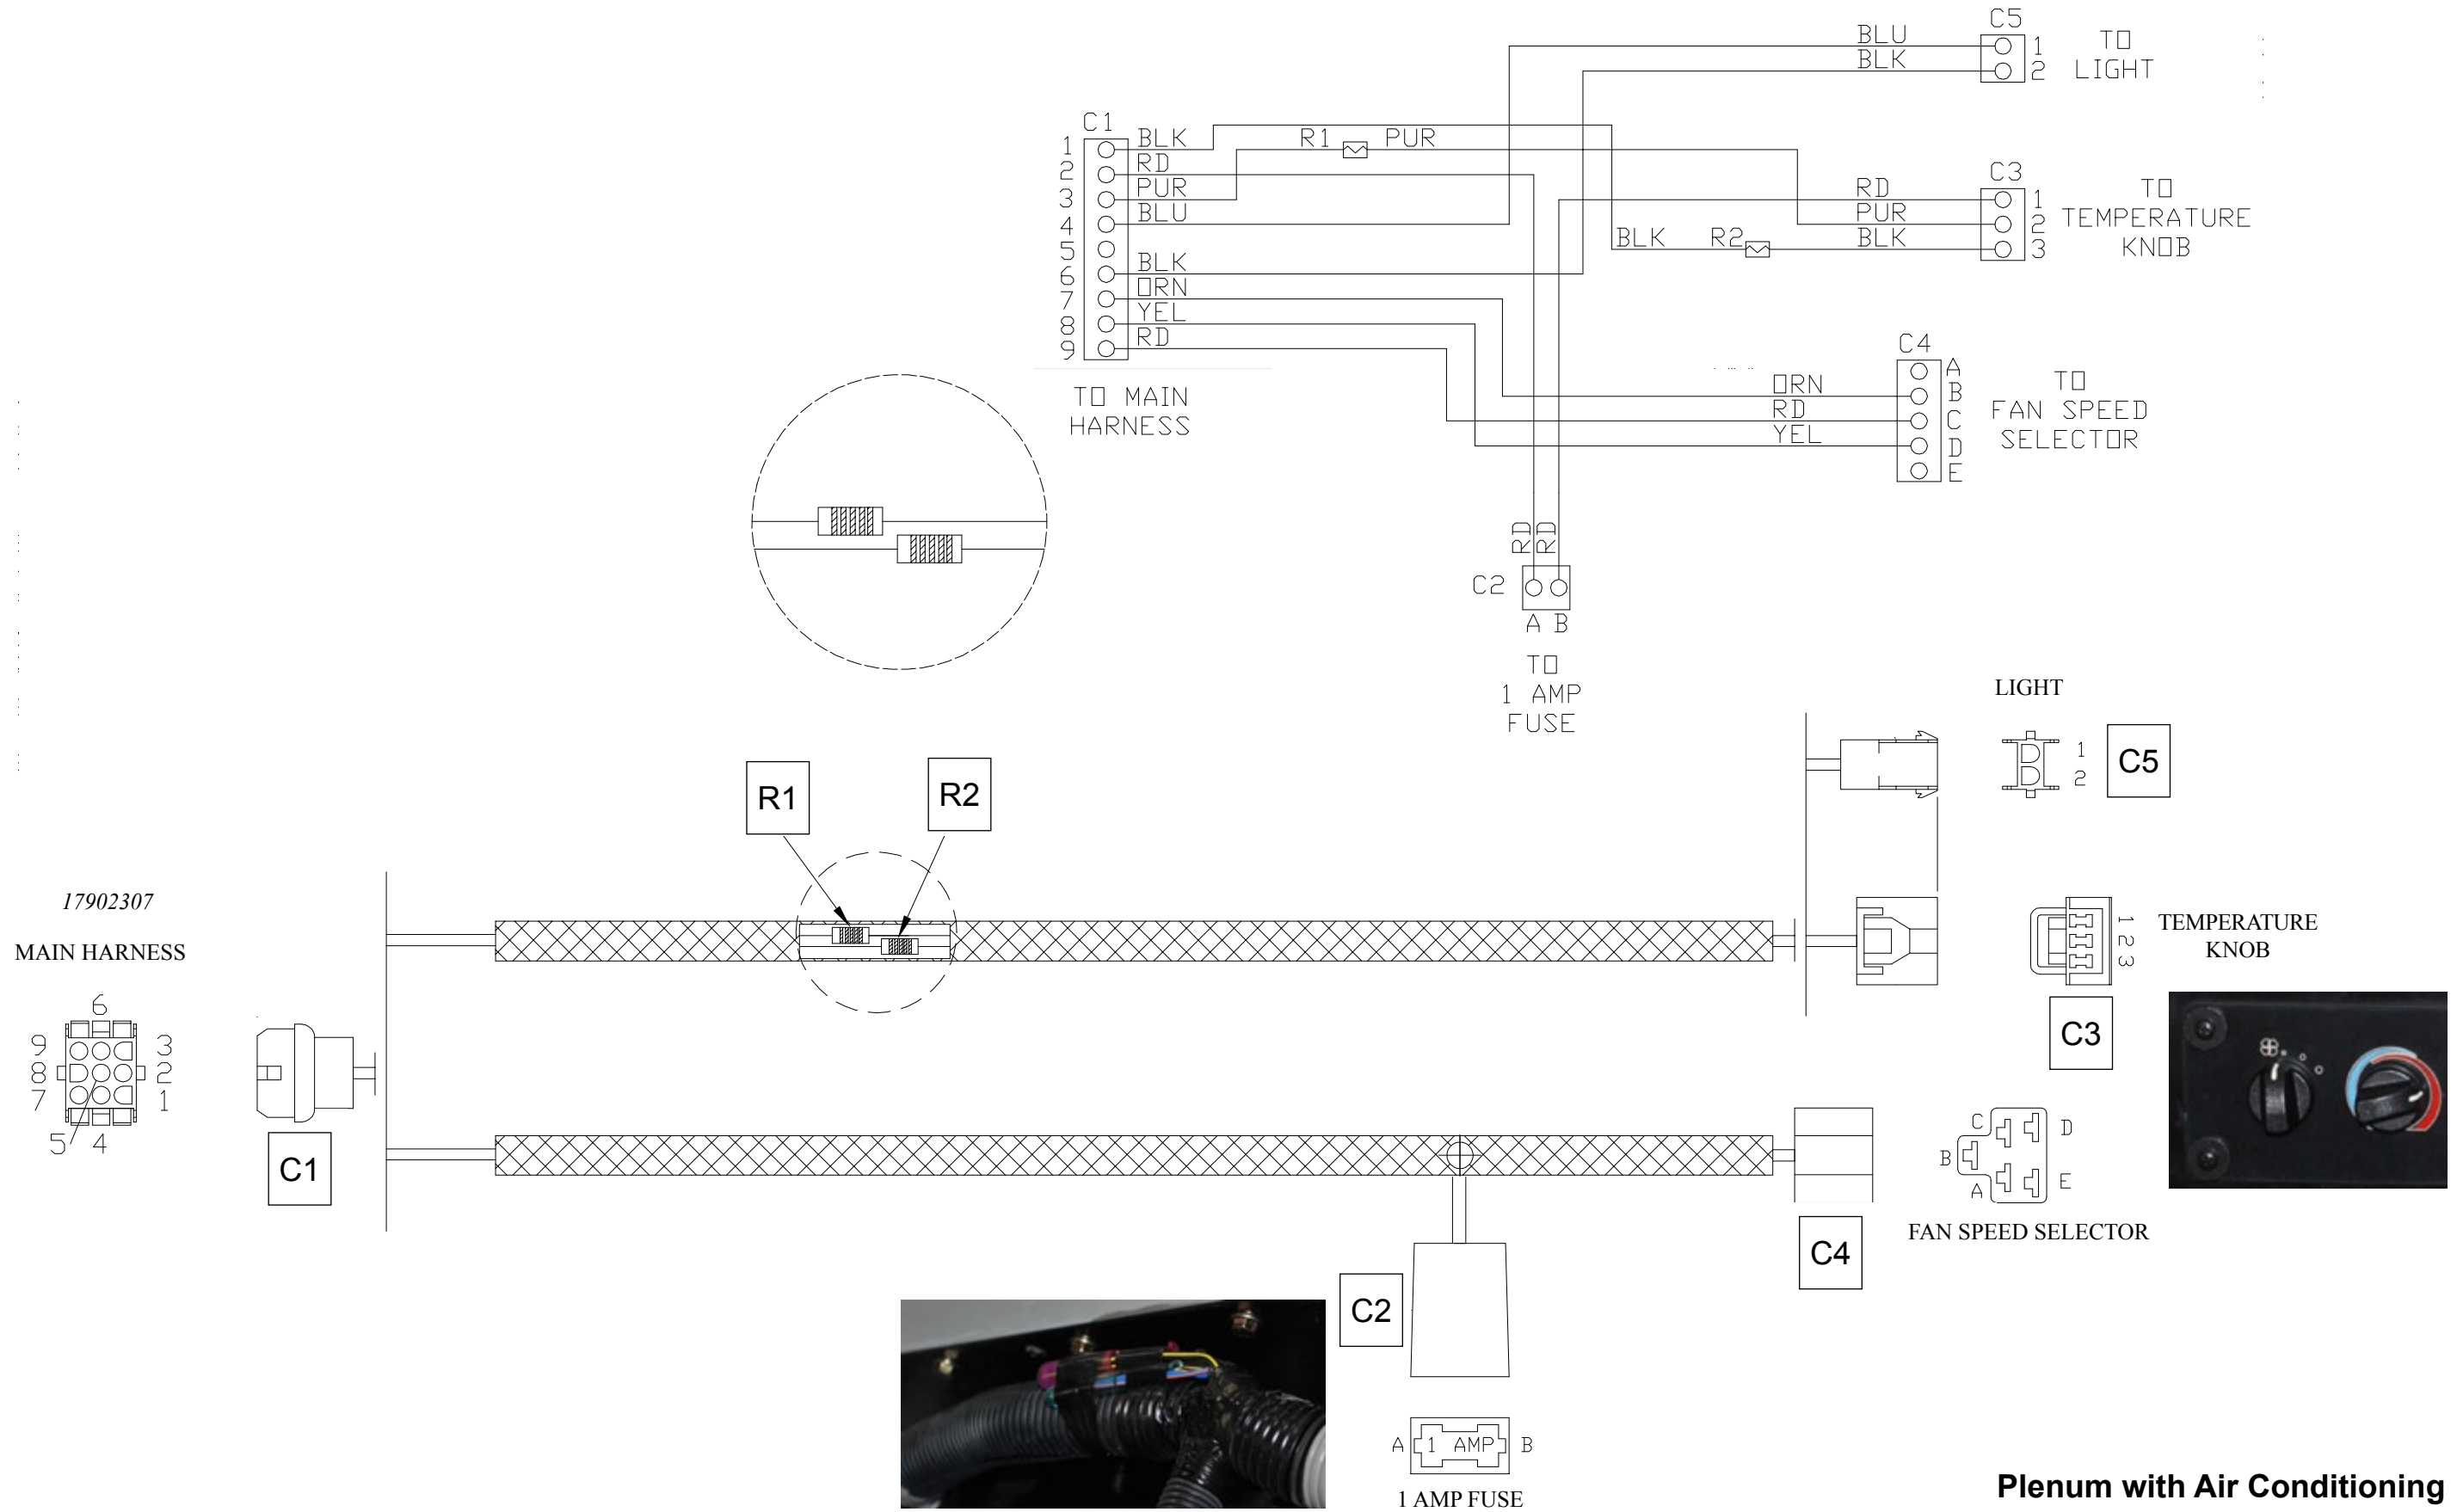 C5
BLU
1
TO
BLK
2
LIGHT
C1
1
BLK
R1
PUR
2
RD
3
PUR
4
BLU
5
6
BLK
7
ORN
8
YEL
9
RD
TO MAIN
HARNESS
C3
RD
1
TO
PUR
2
TEMPERATURE
BLK
R2
BLK
3
KNOB
C4
A
TO
ORN
B
FAN SPEED
RD
C
SELECTOR
YEL
D
E
RD
RD
C2
A B
TO
1 AMP
FUSE
LIGHT
1
2
C5
R1
R2
17902307
MAIN HARNESS
6
9
3
8
2
7
1
5
4
C1
1
2
3
TEMPERATURE
KNOB
C3
C
D
B
A
E
C4
FAN SPEED SELECTOR
C2
A
1 AMP
B
1 AMP FUSE
Plenum with Air Conditioning